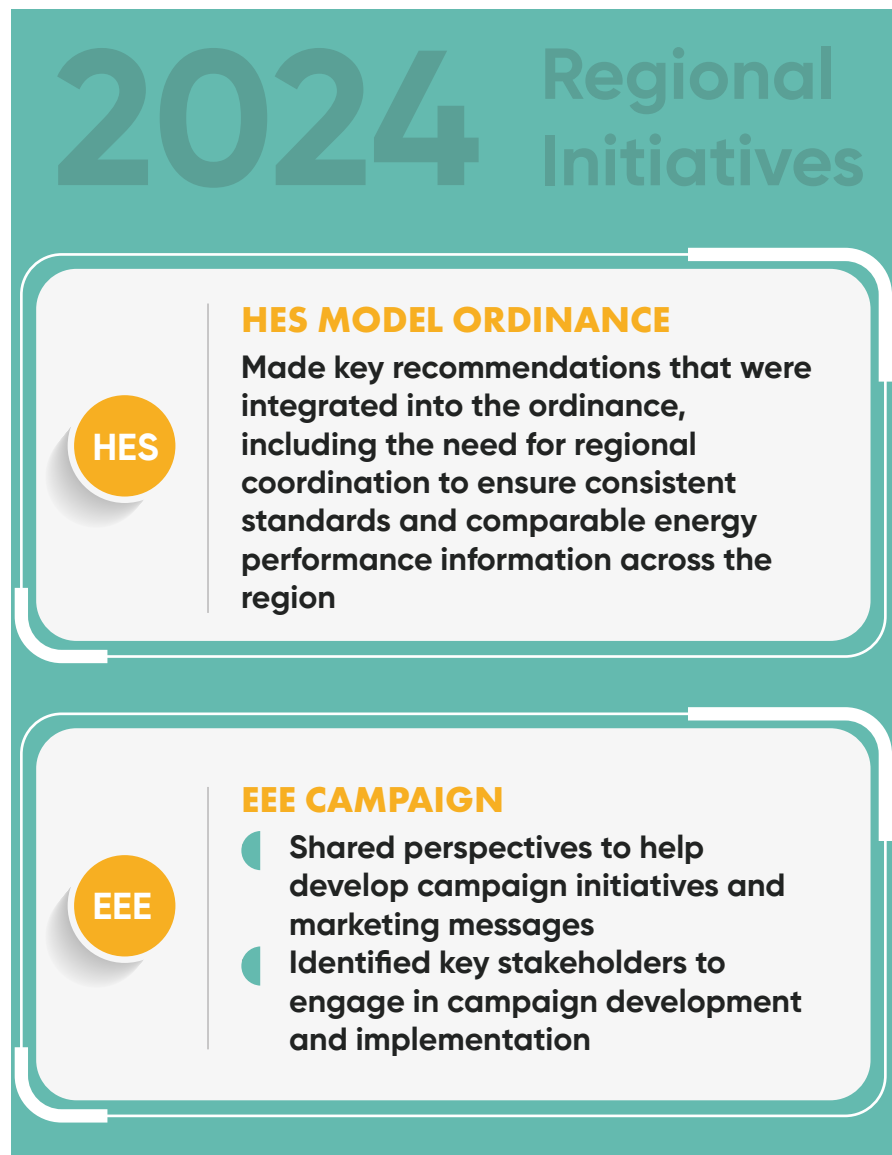 2024 Regional
Initiatives
HES MODEL ORDINANCE
Made key recommendations that were
integrated into the ordinance,
including the need for regional
coordination to ensure consistent
standards and comparable energy
performance information across the
region
HES
EEE CAMPAIGN
Shared perspectives to help
develop campaign initiatives and
marketing messages
Identified key stakeholders to
engage in campaign development
and implementation
EEE